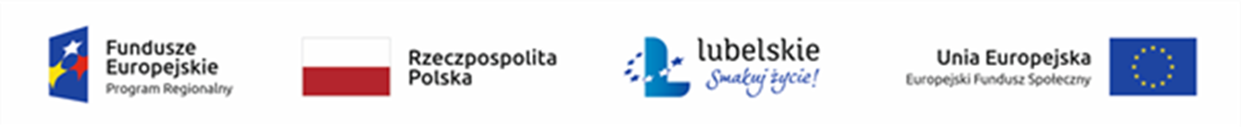 Fundusze
Europejskie
Program Regionalny
Rzeczpospolita
Polska
lubelskie
Smakuj życie!
Unia Europejska
Europejski Fundusz Społeczny